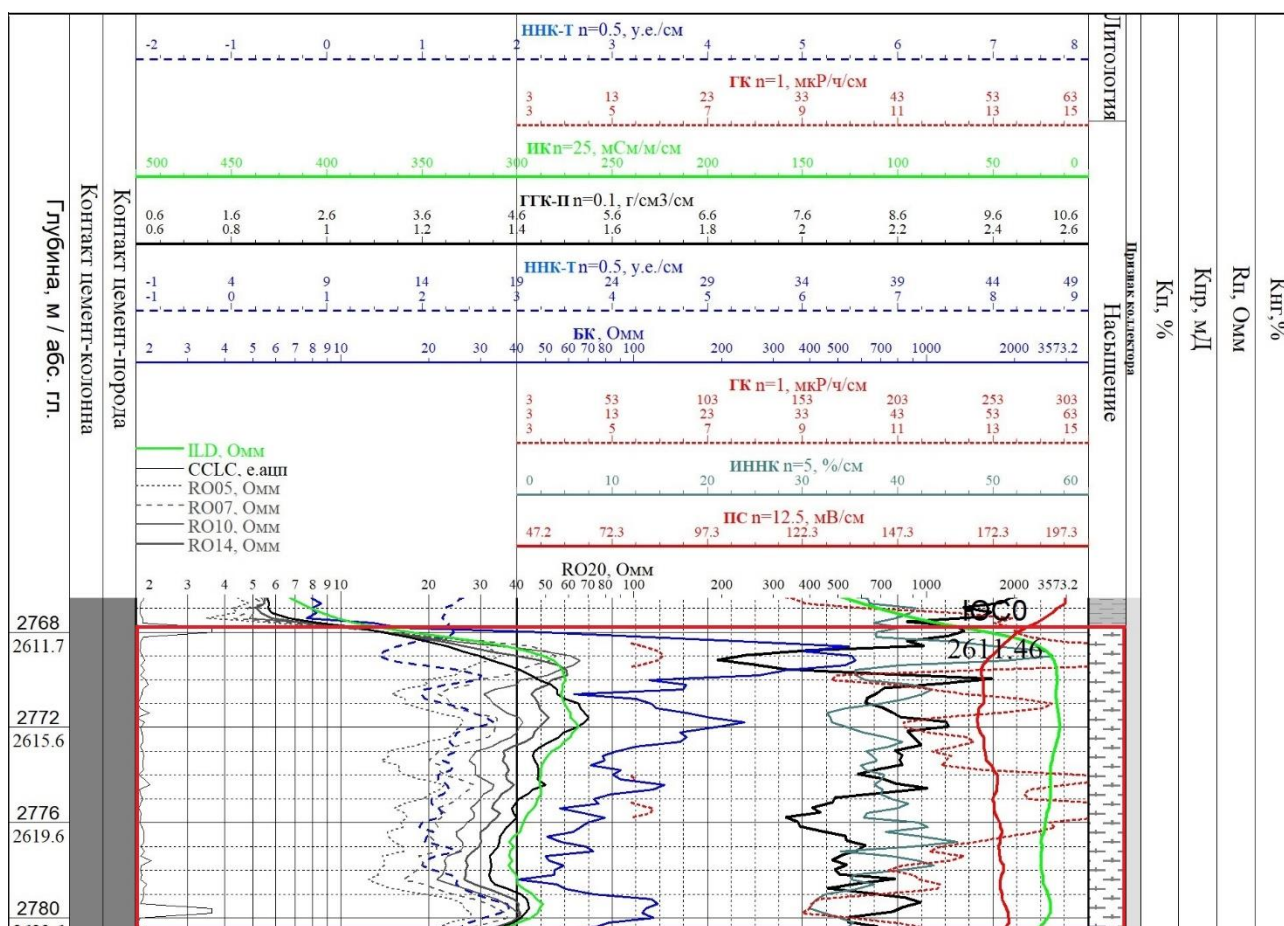 ННК-Т n=0.5, у.е./см
-2 -1 0 1 2 3 4 5 6 7 8
ГК n=1, мкР/ч/см
3 13 23 33 43 53 63
3 5 7 9 11 13 15
ИК n=25, мСм/м/см
500 450 400 350 300 250 200 150 100 50 0
ГГК-П n=0.1, г/см3/см
0.6 1.6 2.6 3.6 4.6 5.6 6.6 7.6 8.6 9.6 10.6
0.6 0.8 1 1.2 1.4 1.6 1.8 2 2.2 2.4 2.6
ННК-Т n=0.5, у.е./см
-1 4 9 14 19 24 29 34 39 44 49
-1 0 1 2 3 4 5 6 7 8 9
БК, Омм
2 3 4 5 6 7 8 9 10 20 30 40 50 60 70 80 100 200 300 400 500 700 1000 2000 3573.2
ГК n=1, мкР/ч/см
3 53 103 153 203 253 303
3 13 23 33 43 53 63
3 5 7 9 11 13 15
ИННК n=5, %/см
0 10 20 30 40 50 60
ПС n=12.5, мВ/см
47.2 72.3 97.3 122.3 147.3 172.3 197.3
ILD, Омм
CCLC, е.ацп
RO05, Омм
RO07, Омм
RO10, Омм
RO14, Омм
RO20, Омм
2 3 4 5 6 7 8 9 10 20 30 40 50 60 70 80 100 200 300 400 500 700 1000 2000 3573.2
Глубина, м / абс. гл.
Контакт цемент-колонна
Контакт цемент-порода
Литология
Признак коллектора
Насыщение
Кп, %
Кпр, мД
Rп, Омм
Кнг,%
ЮС0
2611.46
2768
2611.7
2772
2615.6
2776
2619.6
2780